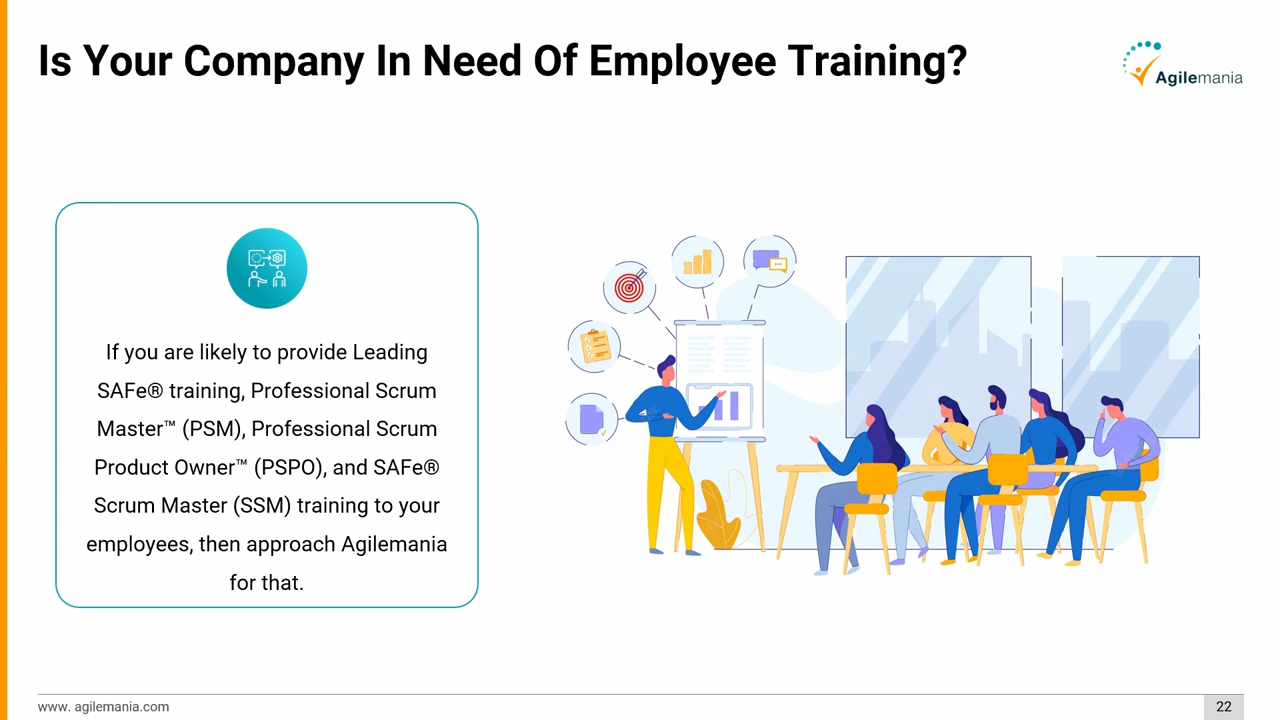 Is Your Company In Need Of Employee Training?
Agilemania
If you are likely to provide Leading
SAFe® training, Professional Scrum
Master™ (PSM), Professional Scrum
Product Owner™ (PSPO), and SAFe®
Scrum Master (SSM) training to your
employees, then approach Agilemania
for that.
www. agilemania.com
22